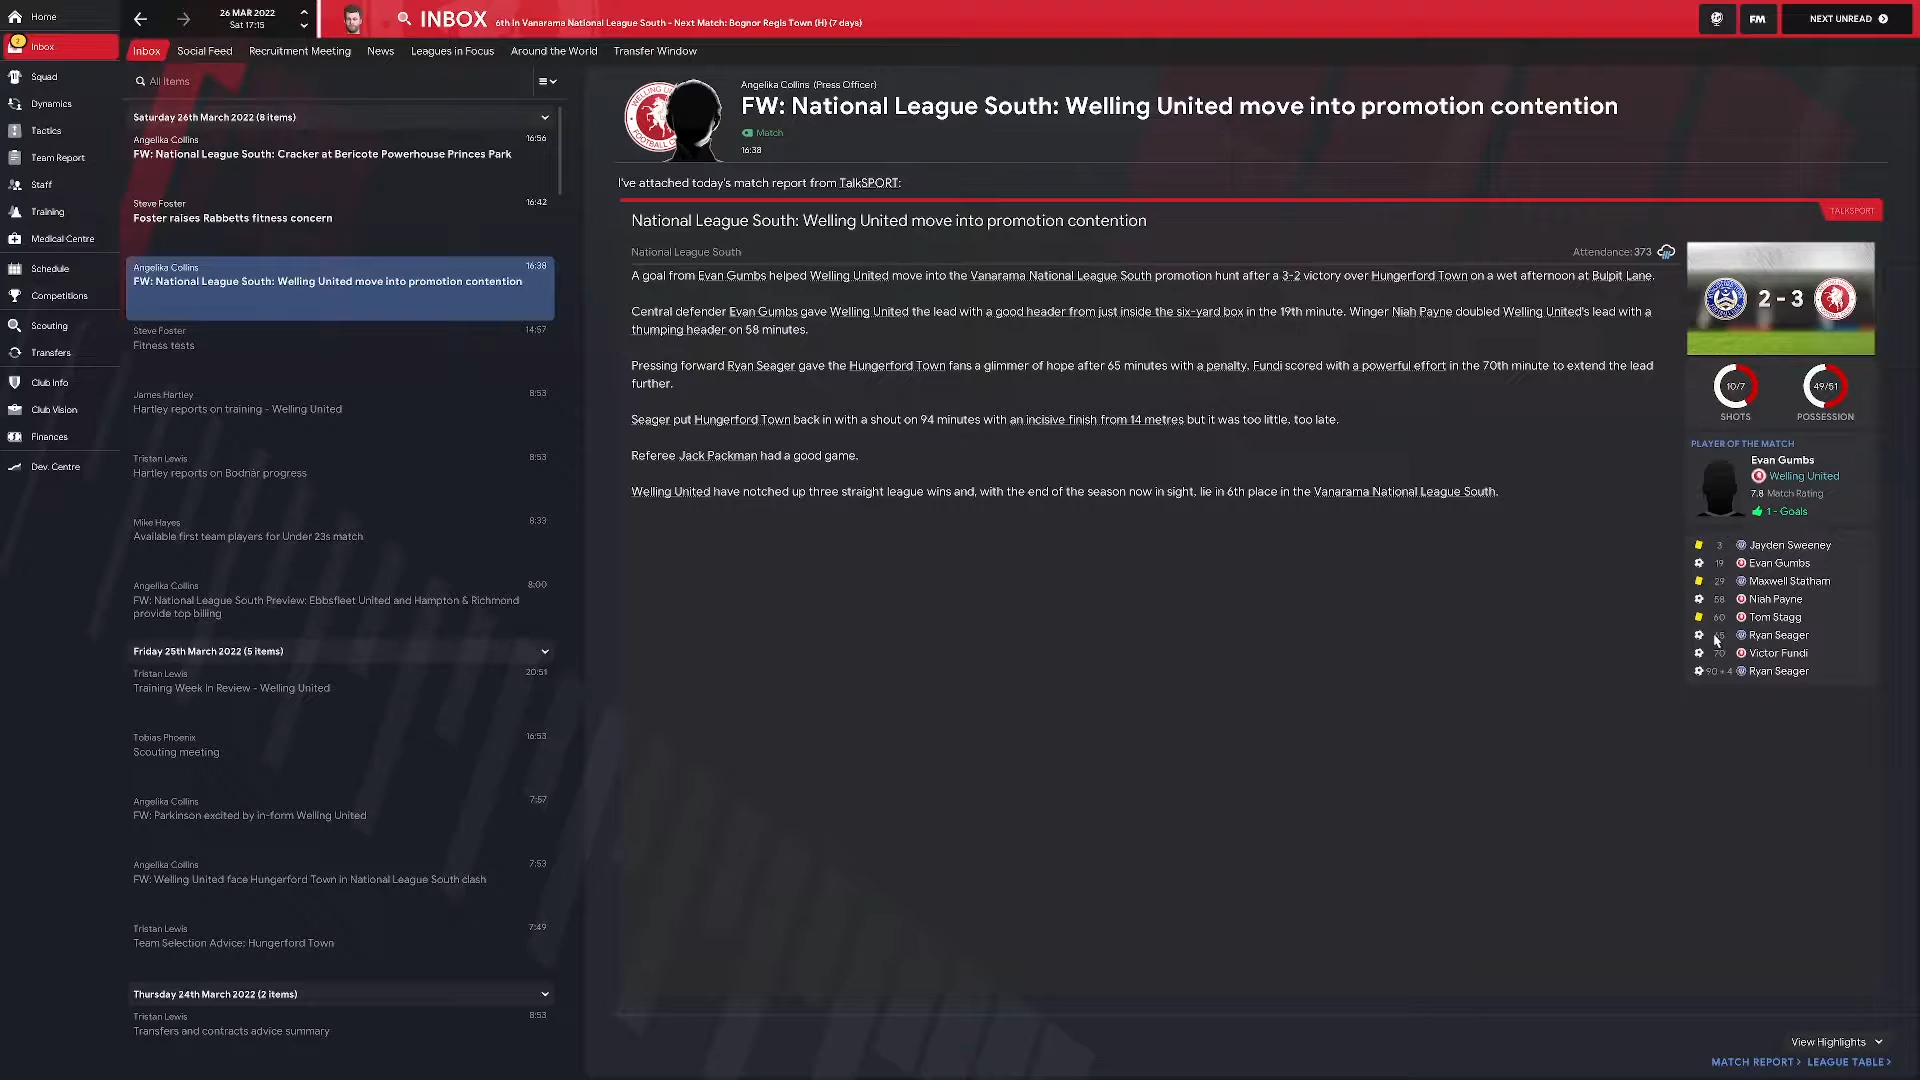 Home
26 MAR 2022
Sat 17:15
INBOX
6th in Vanarama National League South - Next Match: Bognor Regis Town (H) (7 days)
FM
NEXT UNREAD
2
Inbox
Squad
Dynamics
Tactics
Team Report
Staff
Training
Medical Centre
Schedule
Competitions
Scouting
Transfers
Club Info
Club Vision
Finances
Dev. Centre
Inbox
Social Feed
Recruitment Meeting
News
Leagues in Focus
Around the World
Transfer Window
All Items
Saturday 26th March 2022 (8 items)
Angelika Collins 16:56
FW: National League South: Cracker at Bericote Powerhouse Princes Park
Steve Foster 16:42
Foster raises Rabbetts fitness concern
Angelika Collins 16:38
FW: National League South: Welling United move into promotion contention
Steve Foster 14:57
Fitness tests
James Hartley 8:53
Hartley reports on training - Welling United
Tristan Lewis 8:53
Hartley reports on Bodnár progress
Mike Hayes 8:33
Available first team players for Under 23s match
Angelika Collins 8:00
FW: National League South Preview: Ebbsfleet United and Hampton & Richmond
provide top billing
Friday 25th March 2022 (5 items)
Tristan Lewis 20:51
Training Week In Review - Welling United
Tobias Phoenix 16:53
Scouting meeting
Angelika Collins 7:57
FW: Parkinson excited by in-form Welling United
Angelika Collins 7:53
FW: Welling United face Hungerford Town in National League South clash
Tristan Lewis 7:49
Team Selection Advice: Hungerford Town
Thursday 24th March 2022 (2 items)
Tristan Lewis 8:53
Transfers and contracts advice summary
Angelika Collins (Press Officer)
FW: National League South: Welling United move into promotion contention
Match
16:38
I've attached today's match report from TalkSPORT:
TALKSPORT
National League South: Welling United move into promotion contention
National League South
Attendance: 373
A goal from Evan Gumbs helped Welling United move into the Vanarama National League South promotion hunt after a 3-2 victory over Hungerford Town on a wet afternoon at Bulpit Lane.
Central defender Evan Gumbs gave Welling United the lead with a good header from just inside the six-yard box in the 19th minute. Winger Niah Payne doubled Welling United's lead with a
thumping header on 58 minutes.
Pressing forward Ryan Seager gave the Hungerford Town fans a glimmer of hope after 65 minutes with a penalty. Fundi scored with a powerful effort in the 70th minute to extend the lead
further.
Seager put Hungerford Town back in with a shout on 94 minutes with an incisive finish from 14 metres but it was too little, too late.
Referee Jack Packman had a good game.
Welling United have notched up three straight league wins and, with the end of the season now in sight, lie in 6th place in the Vanarama National League South.
2 - 3
10/7
49/51
SHOTS
POSSESSION
PLAYER OF THE MATCH
Evan Gumbs
Welling United
7.8 Match Rating
1 - Goals
3 Jayden Sweeney
19 Evan Gumbs
29 Maxwell Statham
58 Niah Payne
60 Tom Stagg
65 Ryan Seager
70 Victor Fundi
90 + 4 Ryan Seager
View Highlights
MATCH REPORT >
LEAGUE TABLE >